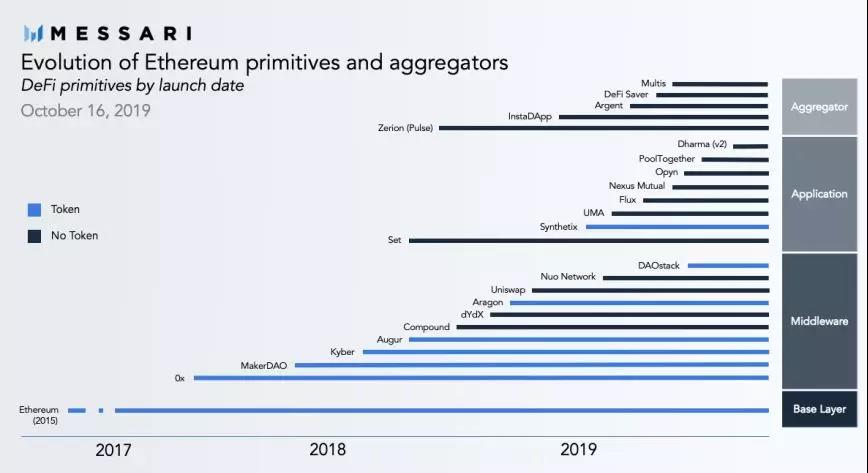 MESSARI
Evolution of Ethereum primitives and aggregators
DeFi primitives by launch date
October 16, 2019
Multis
DeFi Saver
Argent
InstaDApp
Zerion (Pulse)
Aggregator
Dharma (v2)
PoolTogether
Opyn
Nexus Mutual
Flux
UMA
Synthetix
Set
Application
Token
No Token
DAOstack
Nuo Network
Uniswap
Aragon
dYdX
Compound
Augur
Kyber
MakerDAO
0x
Middleware
Ethereum
(2015)
Base Layer
2017
2018
2019